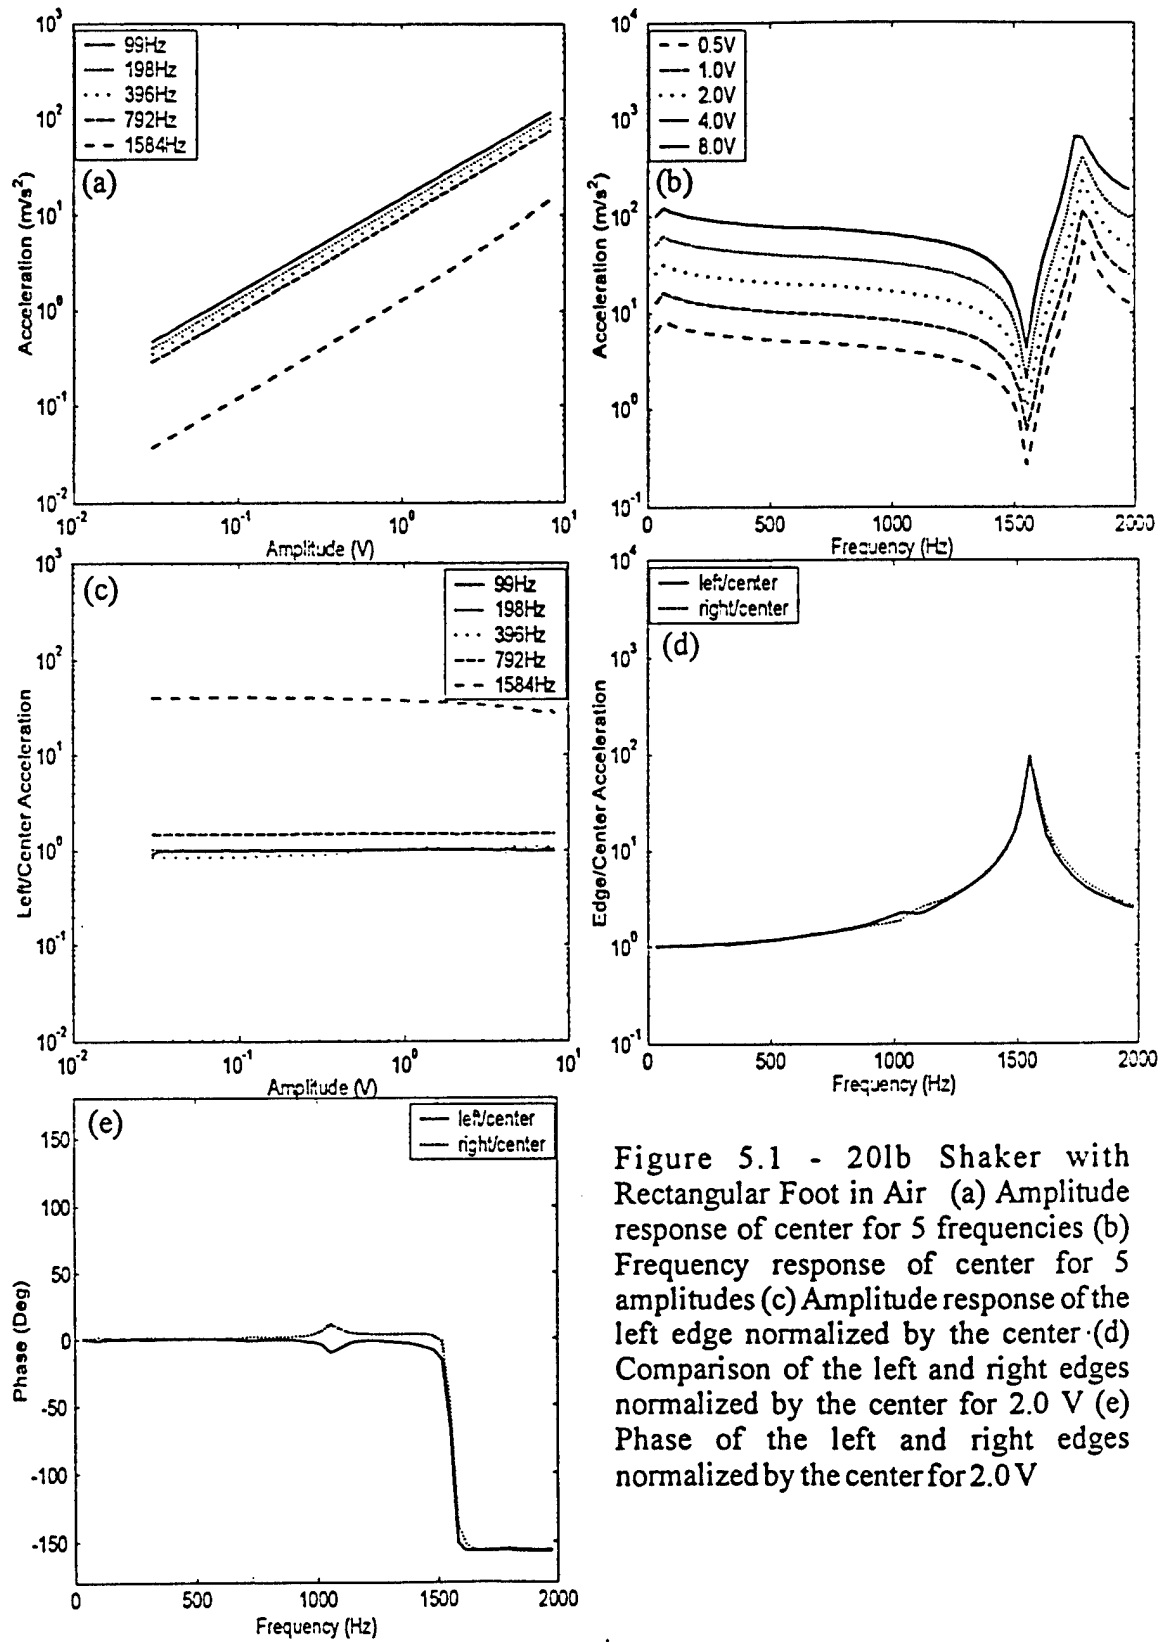 10³
10²
10¹
10⁰
10⁻¹
10⁻²
Acceleration (m/s²)
99Hz
198Hz
396Hz
792Hz
1584Hz
(a)
10⁻² 10⁻¹ 10⁰ 10¹
Amplitude (V)
10⁴
10³
10²
10¹
10⁰
10⁻¹
Acceleration (m/s²)
0.5V
1.0V
2.0V
4.0V
8.0V
(b)
0 500 1000 1500 2000
Frequency (Hz)
10³
10²
10¹
10⁰
10⁻¹
10⁻²
Left/Center Acceleration
(c)
99Hz
198Hz
396Hz
792Hz
1584Hz
10⁻² 10⁻¹ 10⁰ 10¹
Amplitude (V)
10⁴
10³
10²
10¹
10⁰
10⁻¹
Edge/Center Acceleration
left/center
right/center
(d)
0 500 1000 1500 2000
Frequency (Hz)
150
100
50
0
-50
-100
-150
Phase (Deg)
(e)
left/center
right/center
0 500 1000 1500 2000
Frequency (Hz)
Figure 5.1 - 20lb Shaker with
Rectangular Foot in Air (a) Amplitude
response of center for 5 frequencies (b)
Frequency response of center for 5
amplitudes (c) Amplitude response of the
left edge normalized by the center (d)
Comparison of the left and right edges
normalized by the center for 2.0 V (e)
Phase of the left and right edges
normalized by the center for 2.0 V